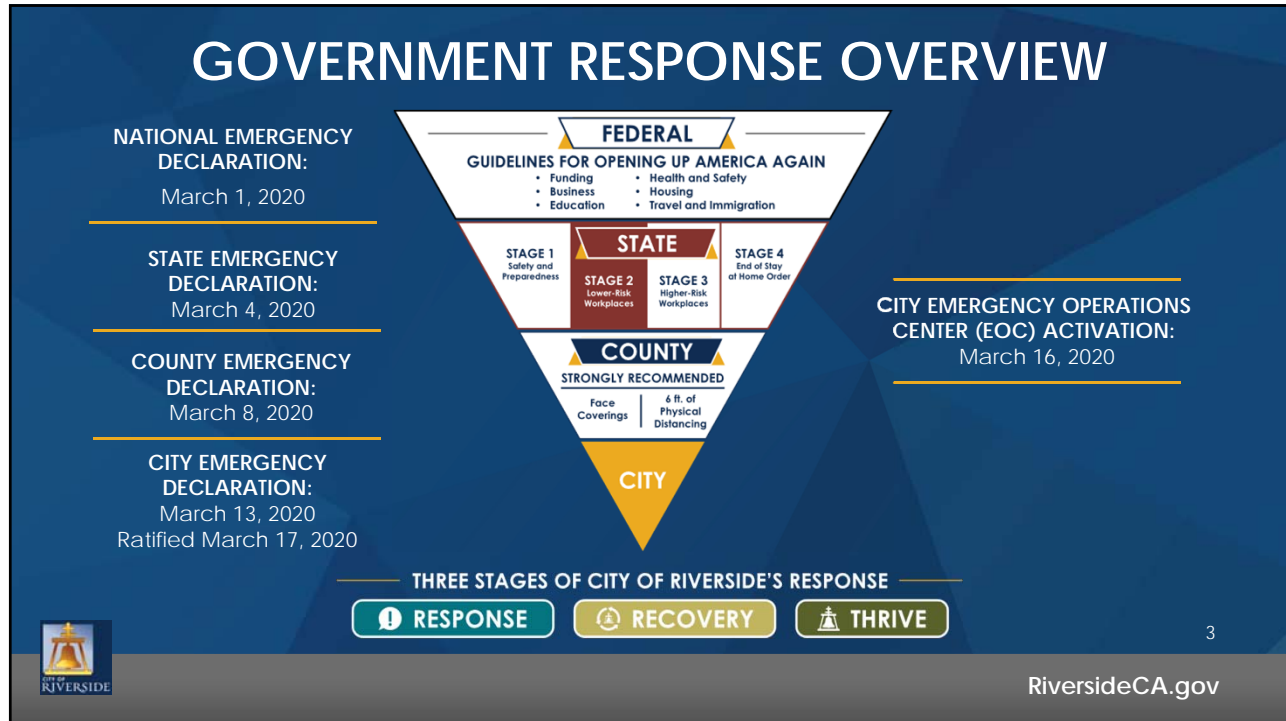 GOVERNMENT RESPONSE OVERVIEW
NATIONAL EMERGENCY
DECLARATION:
March 1, 2020
STATE EMERGENCY
DECLARATION:
March 4, 2020
COUNTY EMERGENCY
DECLARATION:
March 8, 2020
CITY EMERGENCY
DECLARATION:
March 13, 2020
Ratified March 17, 2020
FEDERAL
GUIDELINES FOR OPENING UP AMERICA AGAIN
• Funding
• Business
• Education
• Health and Safety
• Housing
• Travel and Immigration
STATE
STAGE 1
Safety and
Preparedness
STAGE 2
Lower-Risk
Workplaces
STAGE 3
Higher-Risk
Workplaces
STAGE 4
End of Stay
at Home Order
COUNTY
STRONGLY RECOMMENDED
Face
Coverings
6 ft. of
Physical
Distancing
CITY
CITY EMERGENCY OPERATIONS
CENTER (EOC) ACTIVATION:
March 16, 2020
THREE STAGES OF CITY OF RIVERSIDE'S RESPONSE
RESPONSE
RECOVERY
THRIVE
3
CITY OF
RIVERSIDE
RiversideCA.gov